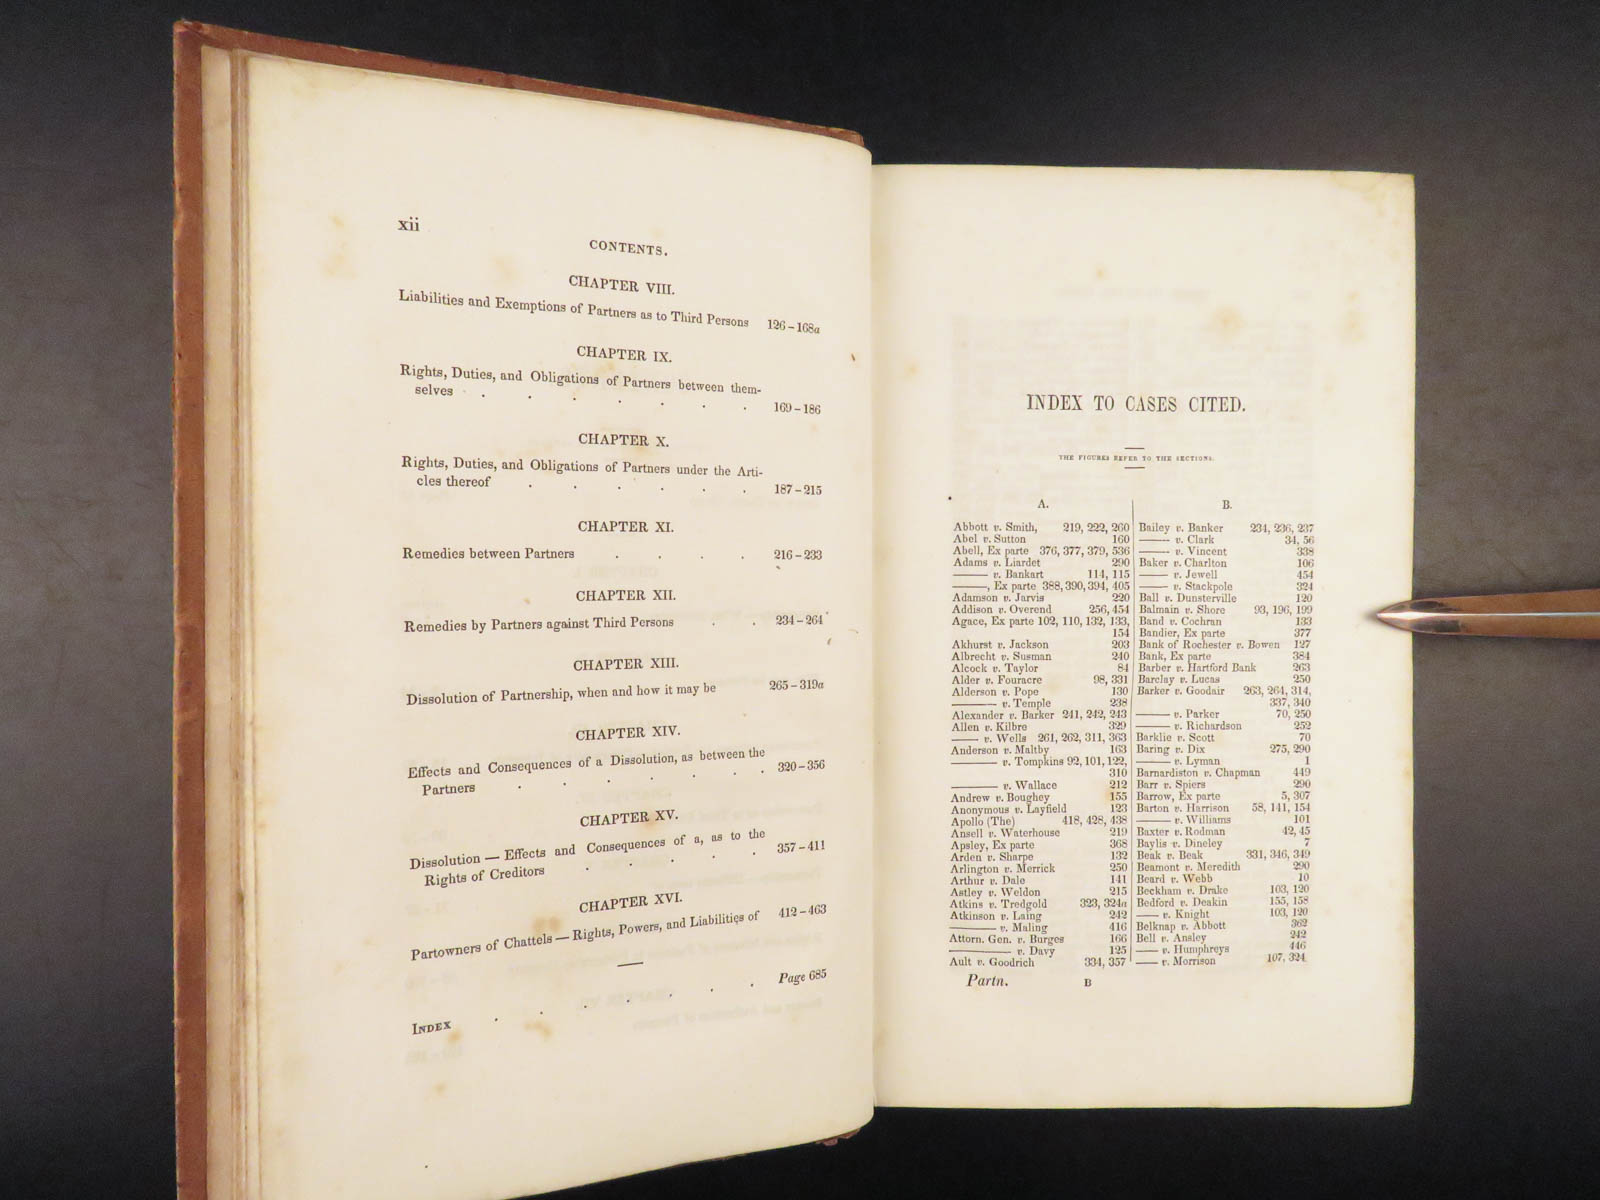 xii
CONTENTS.
CHAPTER VIII.
Liabilities and Exemptions of Partners as to Third Persons 126–168a
CHAPTER IX.
Rights, Duties, and Obligations of Partners between them-
selves . . . . . . . 169–186
CHAPTER X.
Rights, Duties, and Obligations of Partners under the Arti-
cles thereof . . . . . . 187–215
CHAPTER XI.
Remedies between Partners . . . . 216–233
CHAPTER XII.
Remedies by Partners against Third Persons . . 234–264
CHAPTER XIII.
Dissolution of Partnership, when and how it may be 265–319a
CHAPTER XIV.
Effects and Consequences of a Dissolution, as between the
Partners . . . . . . 320–356
CHAPTER XV.
Dissolution — Effects and Consequences of a, as to the
Rights of Creditors . . . . . 357–411
CHAPTER XVI.
Partowners of Chattels — Rights, Powers, and Liabilities of 412–463
INDEX . . . . . . . Page 685
INDEX TO CASES CITED.
THE FIGURES REFER TO THE SECTIONS.
A.
Abbott v. Smith, 219, 222, 260
Abel v. Sutton 160
Abell, Ex parte 376, 377, 379, 536
Adams v. Liardet 290
—— v. Bankart 114, 115
——, Ex parte 388, 390, 394, 405
Adamson v. Jarvis 220
Addison v. Overend 256, 454
Agace, Ex parte 102, 110, 132, 133,
154
Akhurst v. Jackson 203
Albrecht v. Susman 240
Alcock v. Taylor 84
Alder v. Fouracre 98, 331
Alderson v. Pope 130
—— v. Temple 238
Alexander v. Barker 241, 242, 243
Allen v. Kilbre 329
—— v. Wells 261, 262, 311, 363
Anderson v. Maltby 163
—— v. Tompkins 92, 101, 122,
310
—— v. Wallace 212
Andrew v. Boughey 155
Anonymous v. Layfield 123
Apollo (The) 418, 428, 438
Ansell v. Waterhouse 219
Apsley, Ex parte 368
Arden v. Sharpe 132
Arlington v. Merrick 250
Arthur v. Dale 141
Astley v. Weldon 215
Atkins v. Tredgold 323, 324a
Atkinson v. Laing 242
—— v. Maling 416
Attorn. Gen. v. Burges 166
—— v. Davy 125
Ault v. Goodrich 334, 357
B.
Bailey v. Banker 234, 236, 237
—— v. Clark 34, 56
—— v. Vincent 338
Baker v. Charlton 106
—— v. Jewell 454
—— v. Stackpole 324
Ball v. Dunsterville 120
Balmain v. Shore 93, 196, 199
Band v. Cochran 133
Bandier, Ex parte 377
Bank of Rochester v. Bowen 127
Bank, Ex parte 384
Barber v. Hartford Bank 263
Barclay v. Lucas 250
Barker v. Goodair 263, 264, 314,
337, 340
—— v. Parker 70, 250
—— v. Richardson 252
Barklie v. Scott 70
Baring v. Dix 275, 290
—— v. Lyman 1
Barnardiston v. Chapman 449
Barr v. Spiers 290
Barrow, Ex parte 5, 307
Barton v. Harrison 58, 141, 154
—— v. Williams 101
Baxter v. Rodman 42, 45
Baylis v. Dineley 7
Beak v. Beak 331, 346, 349
Beamont v. Meredith 290
Beard v. Webb 10
Beckham v. Drake 103, 120
Bedford v. Deakin 155, 158
—— v. Knight 103, 120
Belknap v. Abbott 362
Bell v. Ansley 242
—— v. Humphreys 446
—— v. Morrison 107, 324
Partn. B